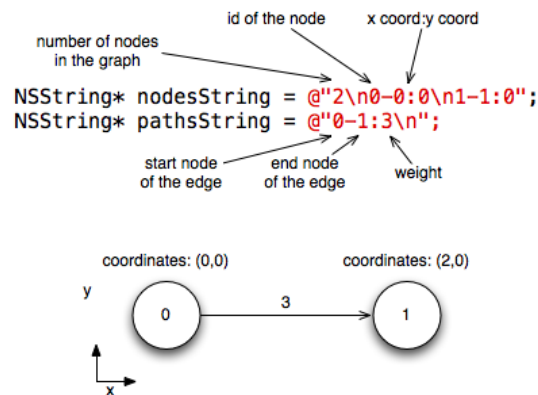 id of the node x coord:y coord
number of nodes
in the graph
NSString* nodesString = @"2\n0-0:0\n1-1:0";
NSString* pathsString = @"0-1:3\n";
start node
of the edge
end node
of the edge
weight
coordinates: (0,0) coordinates: (2,0)
y
0 3 1
x